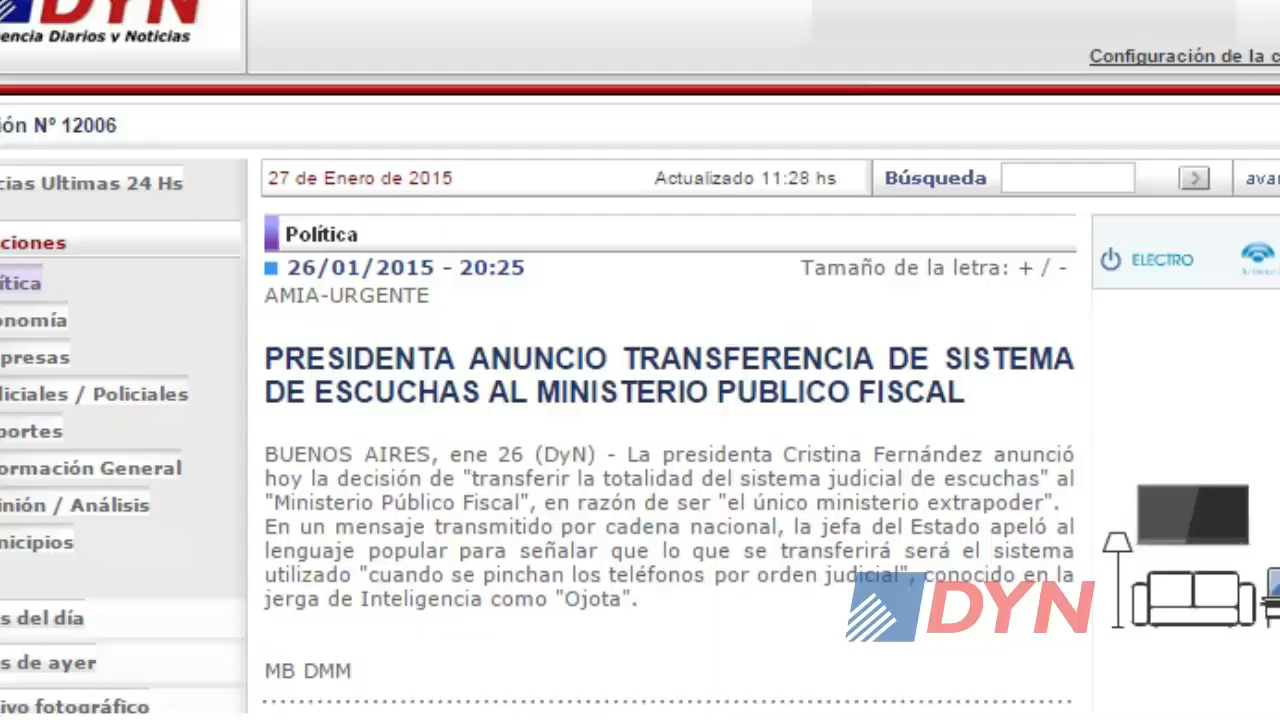 DYN
encia Diarios y Noticias
Configuración de la c
ión Nº 12006
cias Ultimas 24 Hs
27 de Enero de 2015
Actualizado 11:28 hs
Búsqueda
>
avan
ciones
Política
ítica
26/01/2015 - 20:25
Tamaño de la letra: + / -
ELECTRO
AMIA-URGENTE
onomía
presas
PRESIDENTA ANUNCIO TRANSFERENCIA DE SISTEMA
DE ESCUCHAS AL MINISTERIO PUBLICO FISCAL
diciales / Policiales
portes
ormación General
inión / Análisis
nicipios
BUENOS AIRES, ene 26 (DyN) - La presidenta Cristina Fernández anunció
hoy la decisión de "transferir la totalidad del sistema judicial de escuchas" al
"Ministerio Público Fiscal", en razón de ser "el único ministerio extrapoder".
En un mensaje transmitido por cadena nacional, la jefa del Estado apeló al
lenguaje popular para señalar que lo que se transferirá será el sistema
utilizado "cuando se pinchan los teléfonos por orden judicial", conocido en la
jerga de Inteligencia como "Ojota".
DYN
s del día
s de ayer
MB DMM
ivo fotográfico